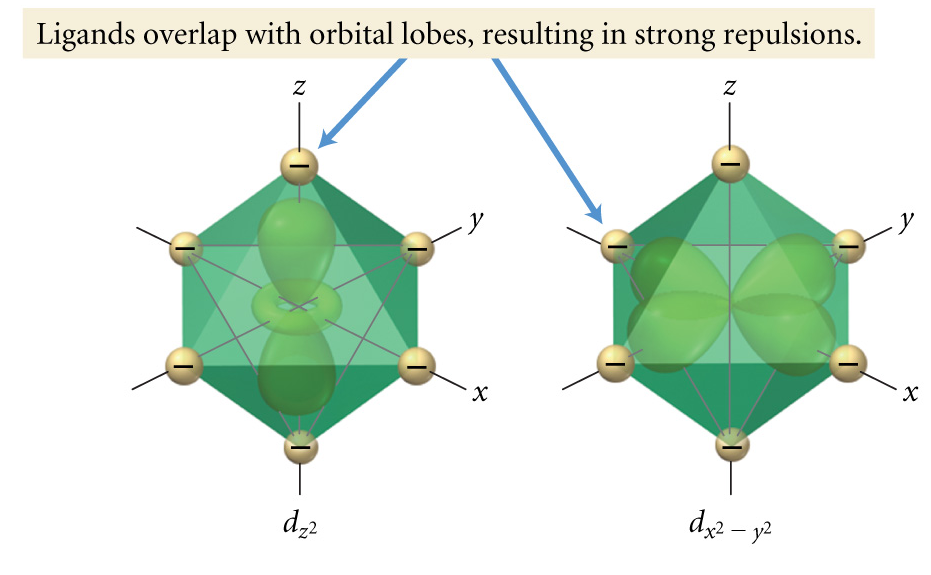 Ligands overlap with orbital lobes, resulting in strong repulsions.
z
z
y
y
x
x
− − − − − −
− − − − − −
d_{z^2}
d_{x^2 − y^2}